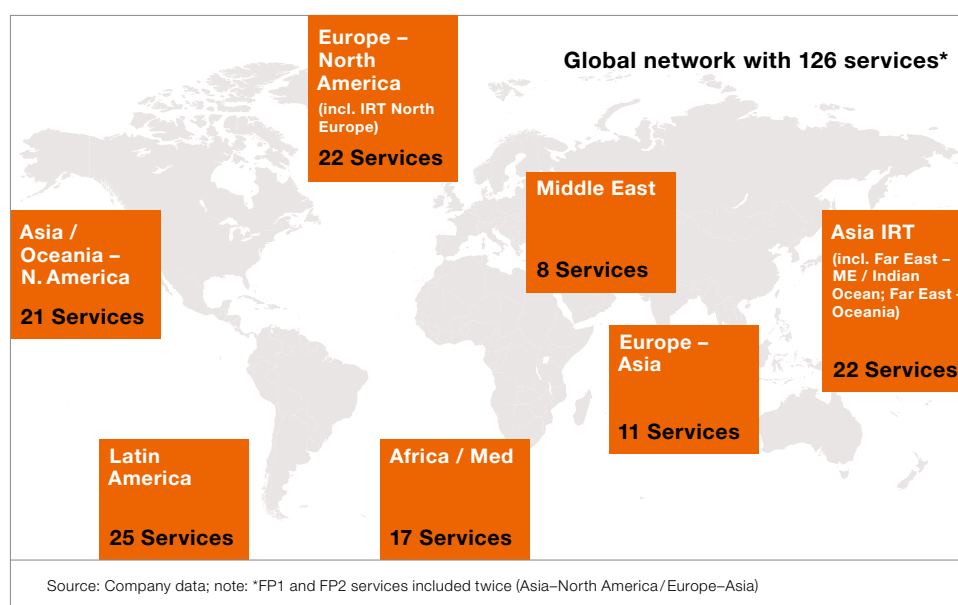 Europe –
North
America
(incl. IRT North
Europe)
22 Services
Global network with 126 services*
Middle East
8 Services
Asia /
Oceania –
N. America
21 Services
Asia IRT
(incl. Far East –
ME / Indian
Ocean; Far East -
Oceania)
22 Services
Europe –
Asia
11 Services
Latin
America
25 Services
Africa / Med
17 Services
Source: Company data; note: *FP1 and FP2 services included twice (Asia–North America/Europe–Asia)